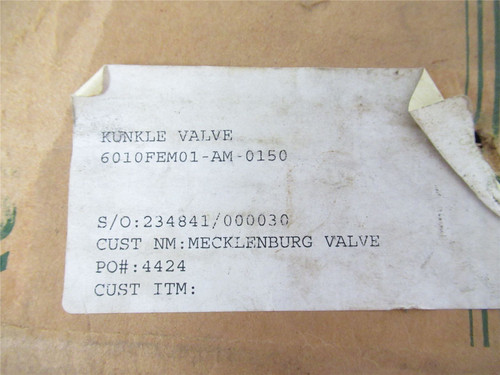 KUNKLE VALVE
6010FEM01-AM-0150
S/O:234841/000030
CUST NM:MECKLENBURG VALVE
PO#:4424
CUST ITM: